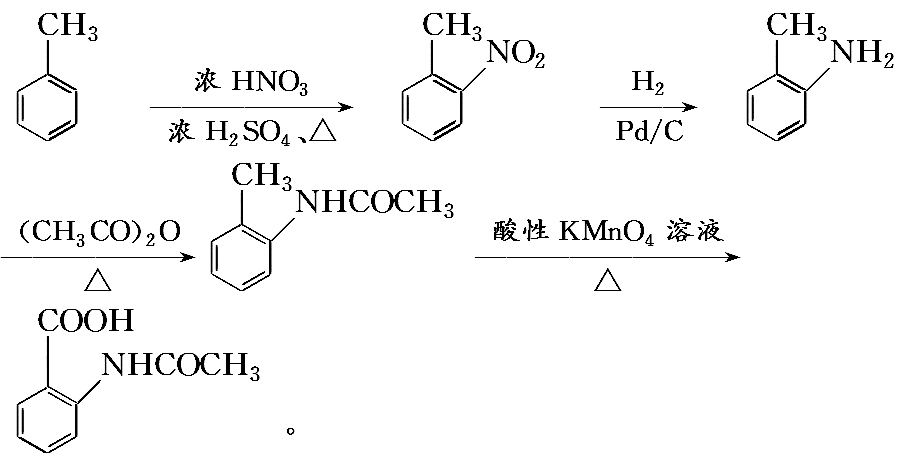 CH₃
浓 HNO₃
浓 H₂SO₄、△
CH₃
NO₂
H₂
Pd/C
CH₃
NH₂
(CH₃CO)₂O
△
CH₃
NHCOCH₃
酸性 KMnO₄ 溶液
△
COOH
NHCOCH₃
。